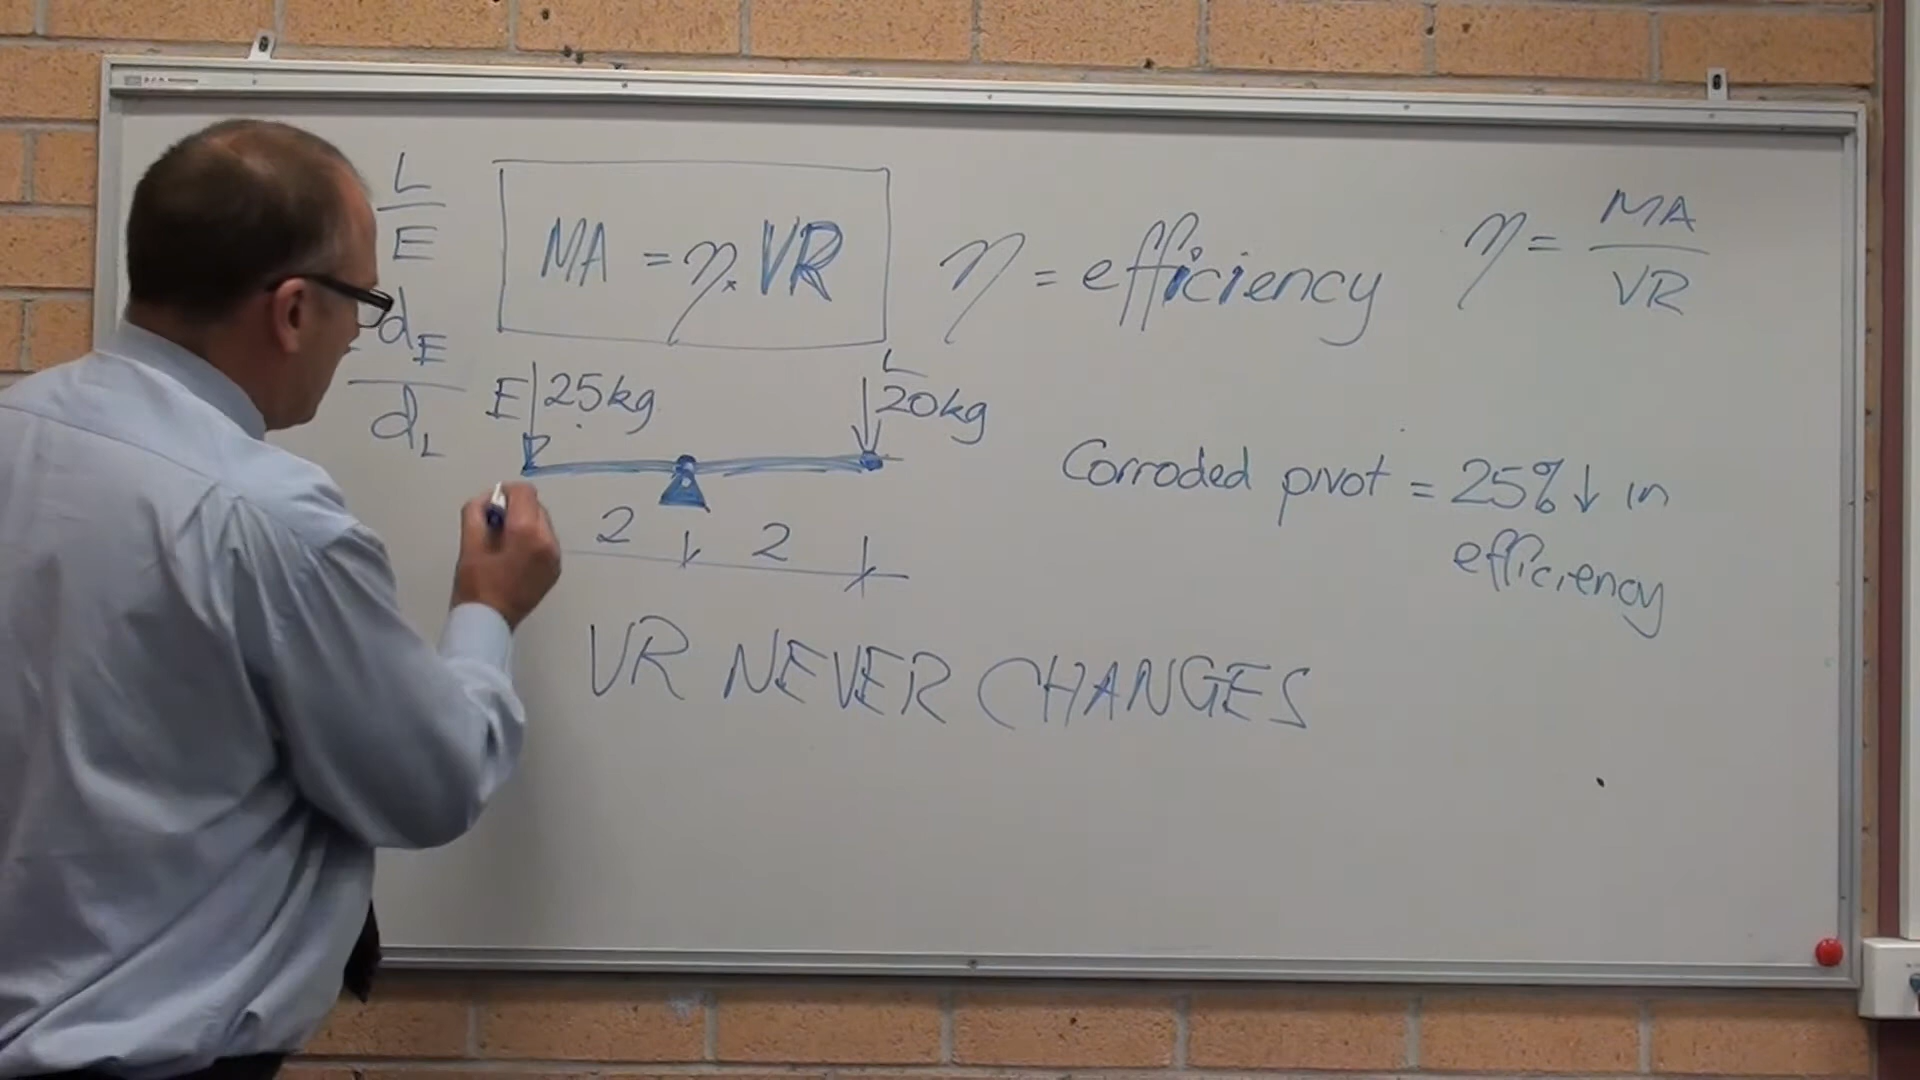 L
E
dE
dL
MA = η × VR
η = efficiency
η = MA
VR
E 25kg
L
20kg
2 2
Corroded pivot = 25% ↓ in
efficiency
VR NEVER CHANGES